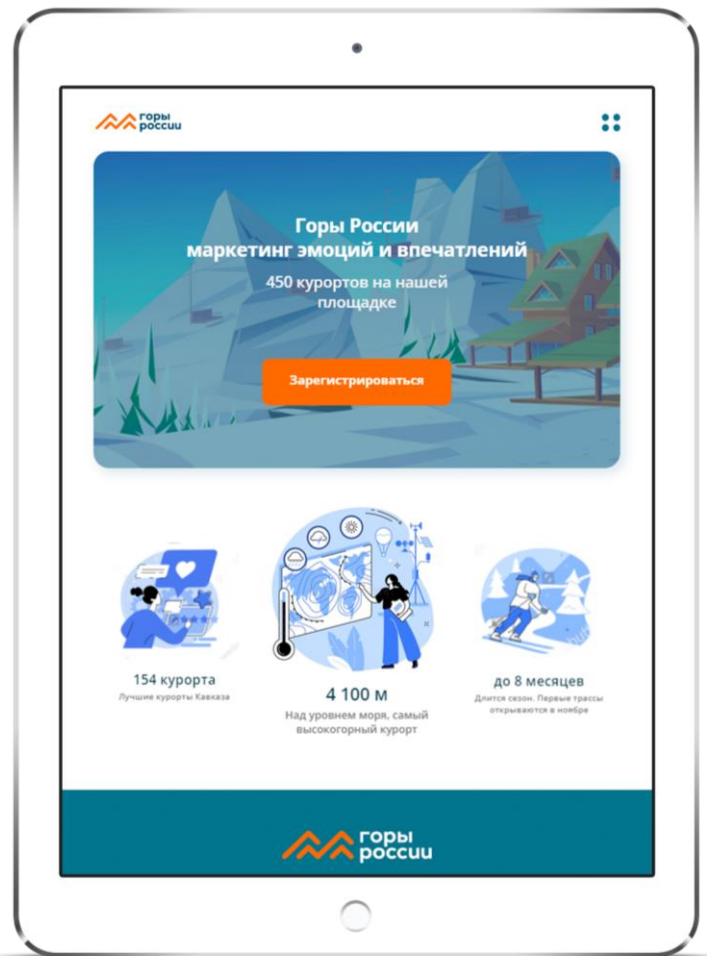 горы
россии
Горы России
маркетинг эмоций и впечатлений
450 курортов на нашей
площадке
Зарегистрироваться
154 курорта
Лучшие курорты Кавказа
4 100 м
Над уровнем моря, самый
высокогорный курорт
до 8 месяцев
Длится сезон. Первые трассы
открываются в ноябре
горы
россии